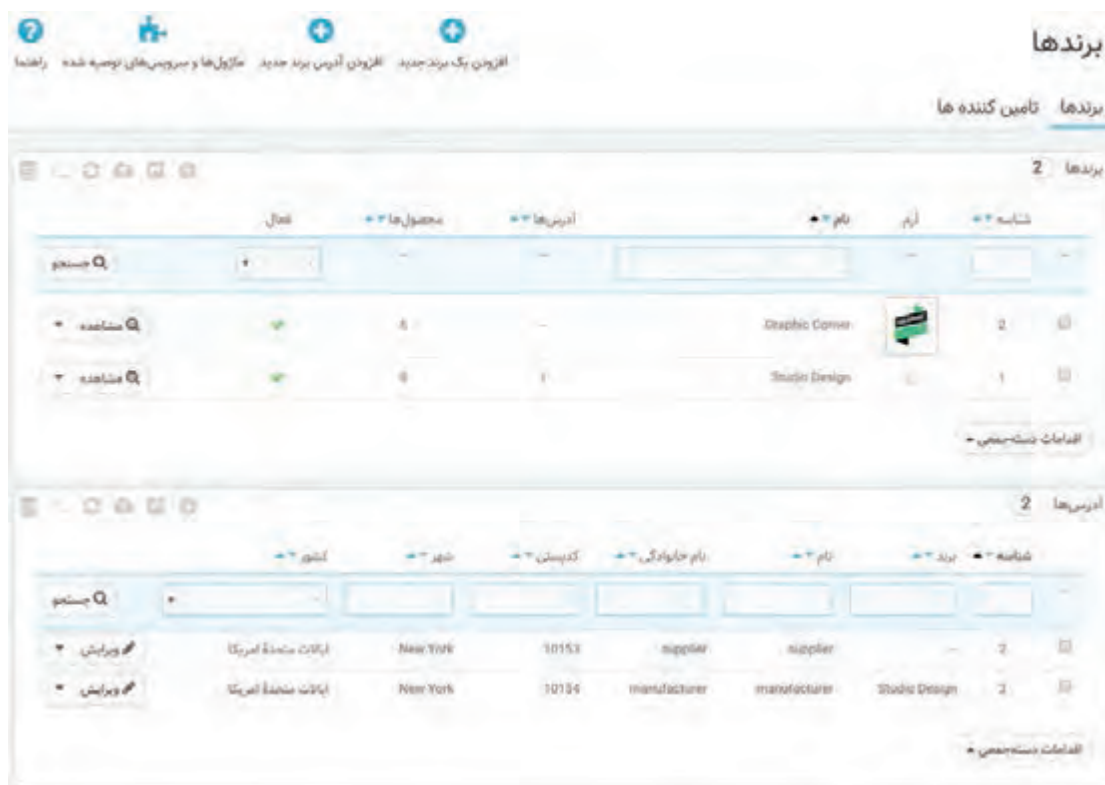 برندها
افزودن یک برند جدید افزودن آدرس برند جدید ماژول‌ها و سرویس‌های توصیه شده راهنما
برندها تامین کننده ها
برندها 2
شناسه آرم نام آدرس‌ها محصول‌ها فعال
-- -- -- -- - جستجو
2 Graphic Corner -- مشاهده
1 Studio Design 1 مشاهده
اقدامات دسته‌جمعی
آدرس‌ها 2
شناسه برند نام نام خانوادگی کدپستی شهر کشور
-- - جستجو
2 -- supplier supplier 10153 New York ایالات متحدهٔ امریکا ویرایش
Studio Design manufacturer manufacturer 10154 New York ایالات متحدهٔ امریکا ویرایش
اقدامات دسته‌جمعی